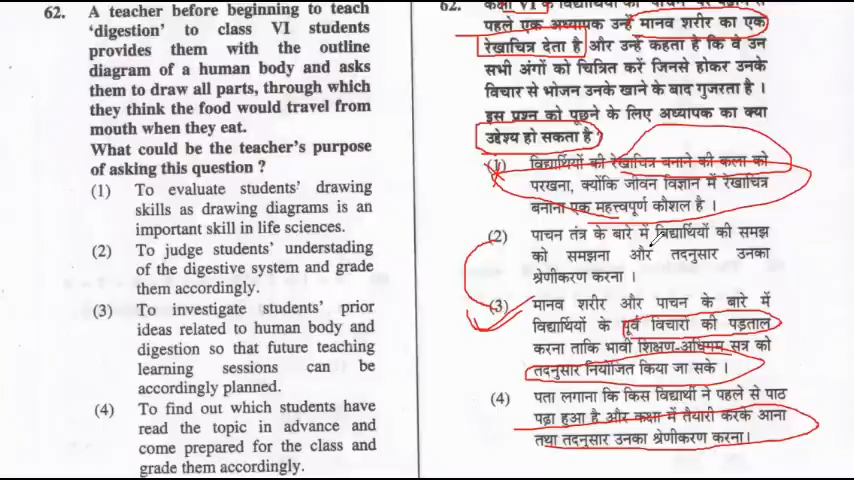 62. A teacher before beginning to teach
‘digestion’ to class VI students
provides them with the outline
diagram of a human body and asks
them to draw all parts, through which
they think the food would travel from
mouth when they eat.
What could be the teacher’s purpose
of asking this question ?
(1) To evaluate students’ drawing
skills as drawing diagrams is an
important skill in life sciences.
(2) To judge students’ understading
of the digestive system and grade
them accordingly.
(3) To investigate students’ prior
ideas related to human body and
digestion so that future teaching
learning sessions can be
accordingly planned.
(4) To find out which students have
read the topic in advance and
come prepared for the class and
grade them accordingly.
62. कक्षा VI के विद्यार्थियों
पहले एक अध्यापक उन्हें मानव शरीर का एक
रेखाचित्र देता है और उन्हें कहता है कि वे उन
सभी अंगों को चित्रित करें जिनसे होकर उनके
विचार से भोजन उनके खाने के बाद गुजरता है ।
इस प्रश्न को पूछने के लिए अध्यापक का क्या
उद्देश्य हो सकता है ?
(1) विद्यार्थियों की रेखाचित्र बनाने की कला को
परखना, क्योंकि जीवन विज्ञान में रेखाचित्र
बनाना एक महत्त्वपूर्ण कौशल है ।
(2) पाचन तंत्र के बारे में विद्यार्थियों की समझ
को समझना और तदनुसार उनका
श्रेणीकरण करना ।
(3) मानव शरीर और पाचन के बारे में
विद्यार्थियों के पूर्व विचारों की पड़ताल
करना ताकि भावी शिक्षण-अधिगम सत्र को
तदनुसार नियोजित किया जा सके ।
(4) पता लगाना कि किस विद्यार्थी ने पहले से पाठ
पढ़ा हुआ है और कक्षा में तैयारी करके आना
तथा तदनुसार उनका श्रेणीकरण करना।